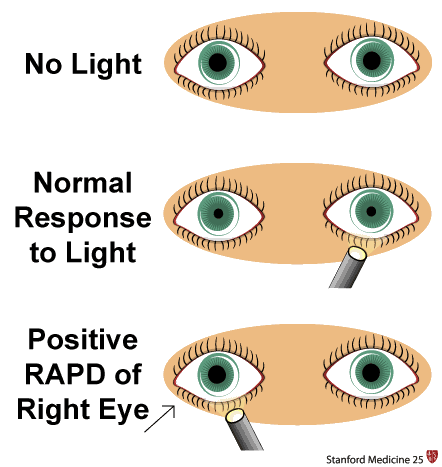 No Light
Normal
Response
to Light
Positive
RAPD of
Right Eye
Stanford Medicine 25